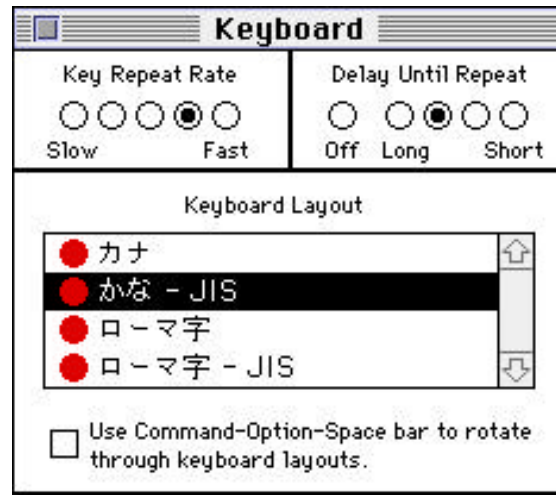 Keyboard
Key Repeat Rate
Slow Fast
Delay Until Repeat
Off Long Short
Keyboard Layout
カナ
かな - JIS
ローマ字
ローマ字 - JIS
Use Command-Option-Space bar to rotate
through keyboard layouts.